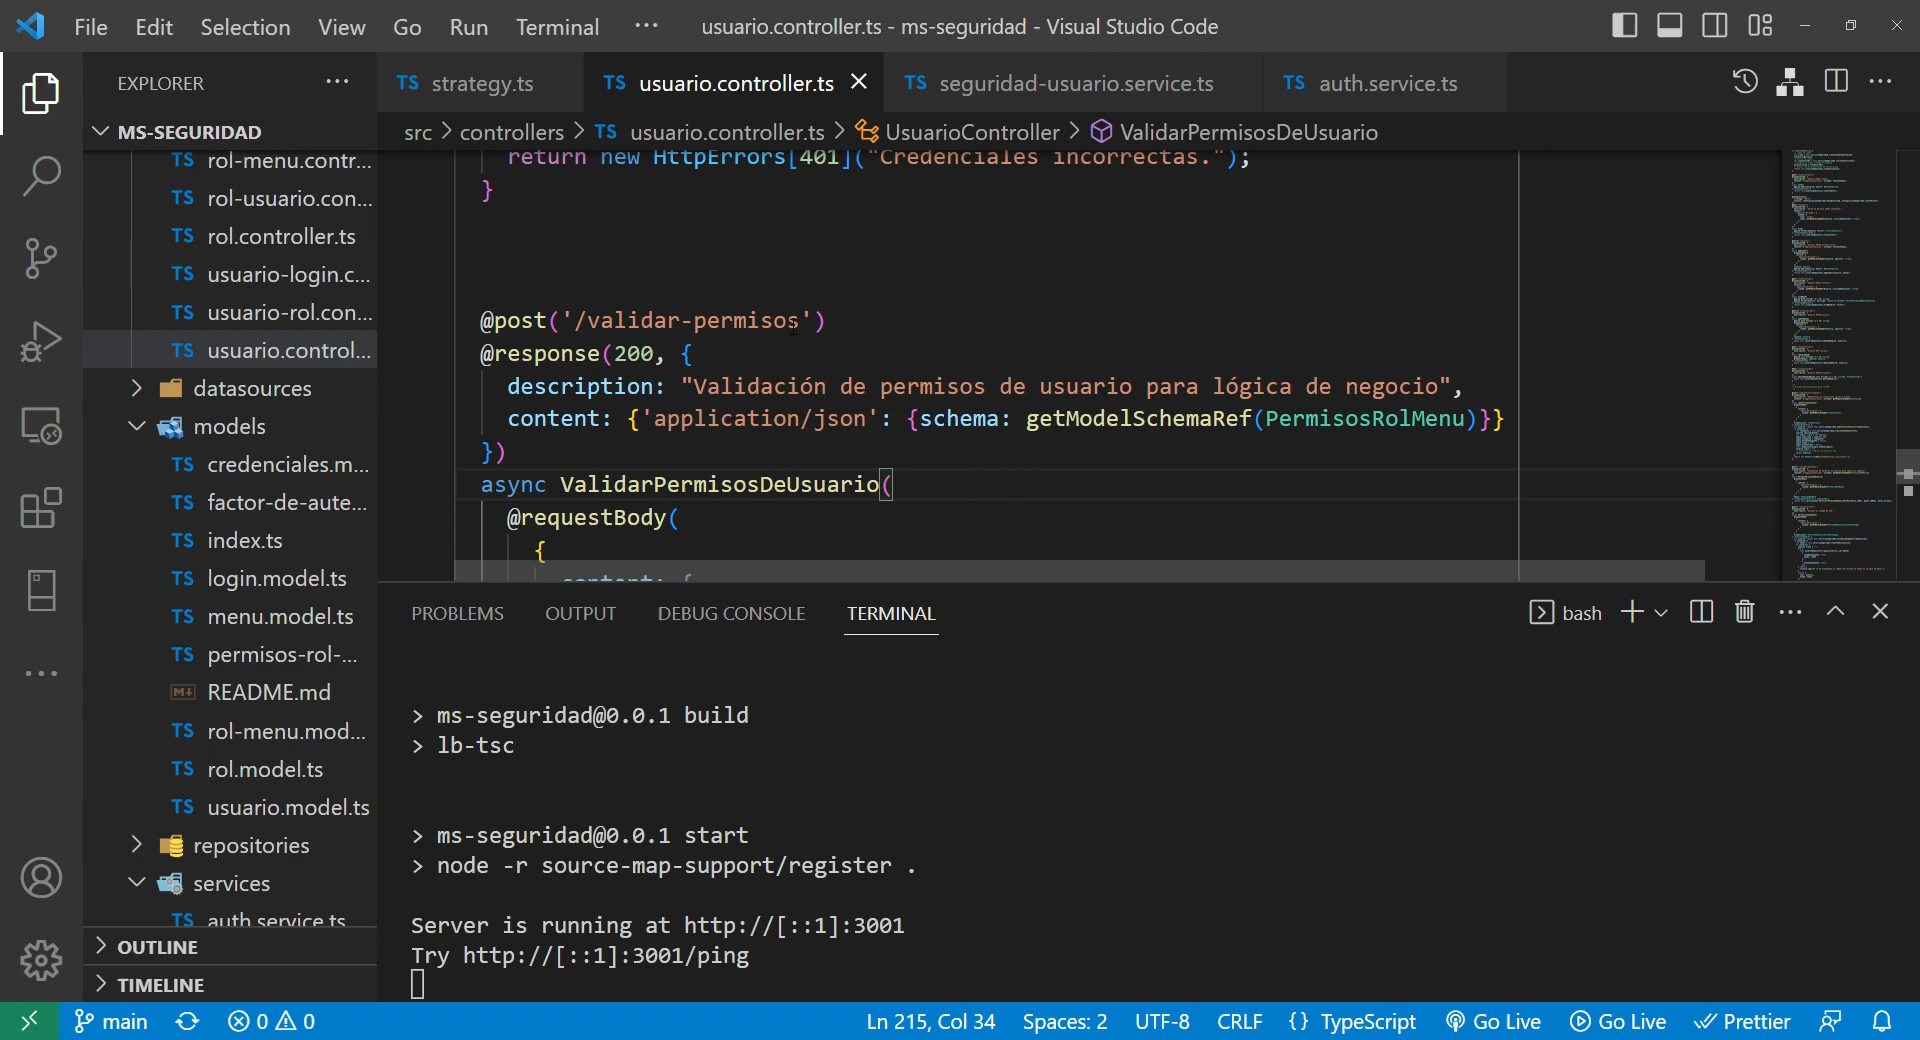 File Edit Selection View Go Run Terminal ··· usuario.controller.ts - ms-seguridad - Visual Studio Code
EXPLORER ···
TS strategy.ts TS usuario.controller.ts TS seguridad-usuario.service.ts TS auth.service.ts
MS-SEGURIDAD
src > controllers > TS usuario.controller.ts > UsuarioController > ValidarPermisosDeUsuario
TS rol-menu.contr...
TS rol-usuario.con...
TS rol.controller.ts
TS usuario-login.c...
TS usuario-rol.con...
TS usuario.control...
datasources
models
TS credenciales.m...
TS factor-de-aute...
TS index.ts
TS login.model.ts
TS menu.model.ts
TS permisos-rol-...
README.md
TS rol-menu.mod...
TS rol.model.ts
TS usuario.model.ts
repositories
services
TS auth.service.ts
OUTLINE
TIMELINE
return new HttpErrors[401]("Credenciales incorrectas.");
}
@post('/validar-permisos')
@response(200, {
description: "Validación de permisos de usuario para lógica de negocio",
content: {'application/json': {schema: getModelSchemaRef(PermisosRolMenu)}}
})
async ValidarPermisosDeUsuario(
@requestBody(
{
content: {
PROBLEMS OUTPUT DEBUG CONSOLE TERMINAL
bash
> ms-seguridad@0.0.1 build
> lb-tsc
> ms-seguridad@0.0.1 start
> node -r source-map-support/register .
Server is running at http://[::1]:3001
Try http://[::1]:3001/ping
main 0 0 Ln 215, Col 34 Spaces: 2 UTF-8 CRLF {} TypeScript Go Live Go Live Prettier